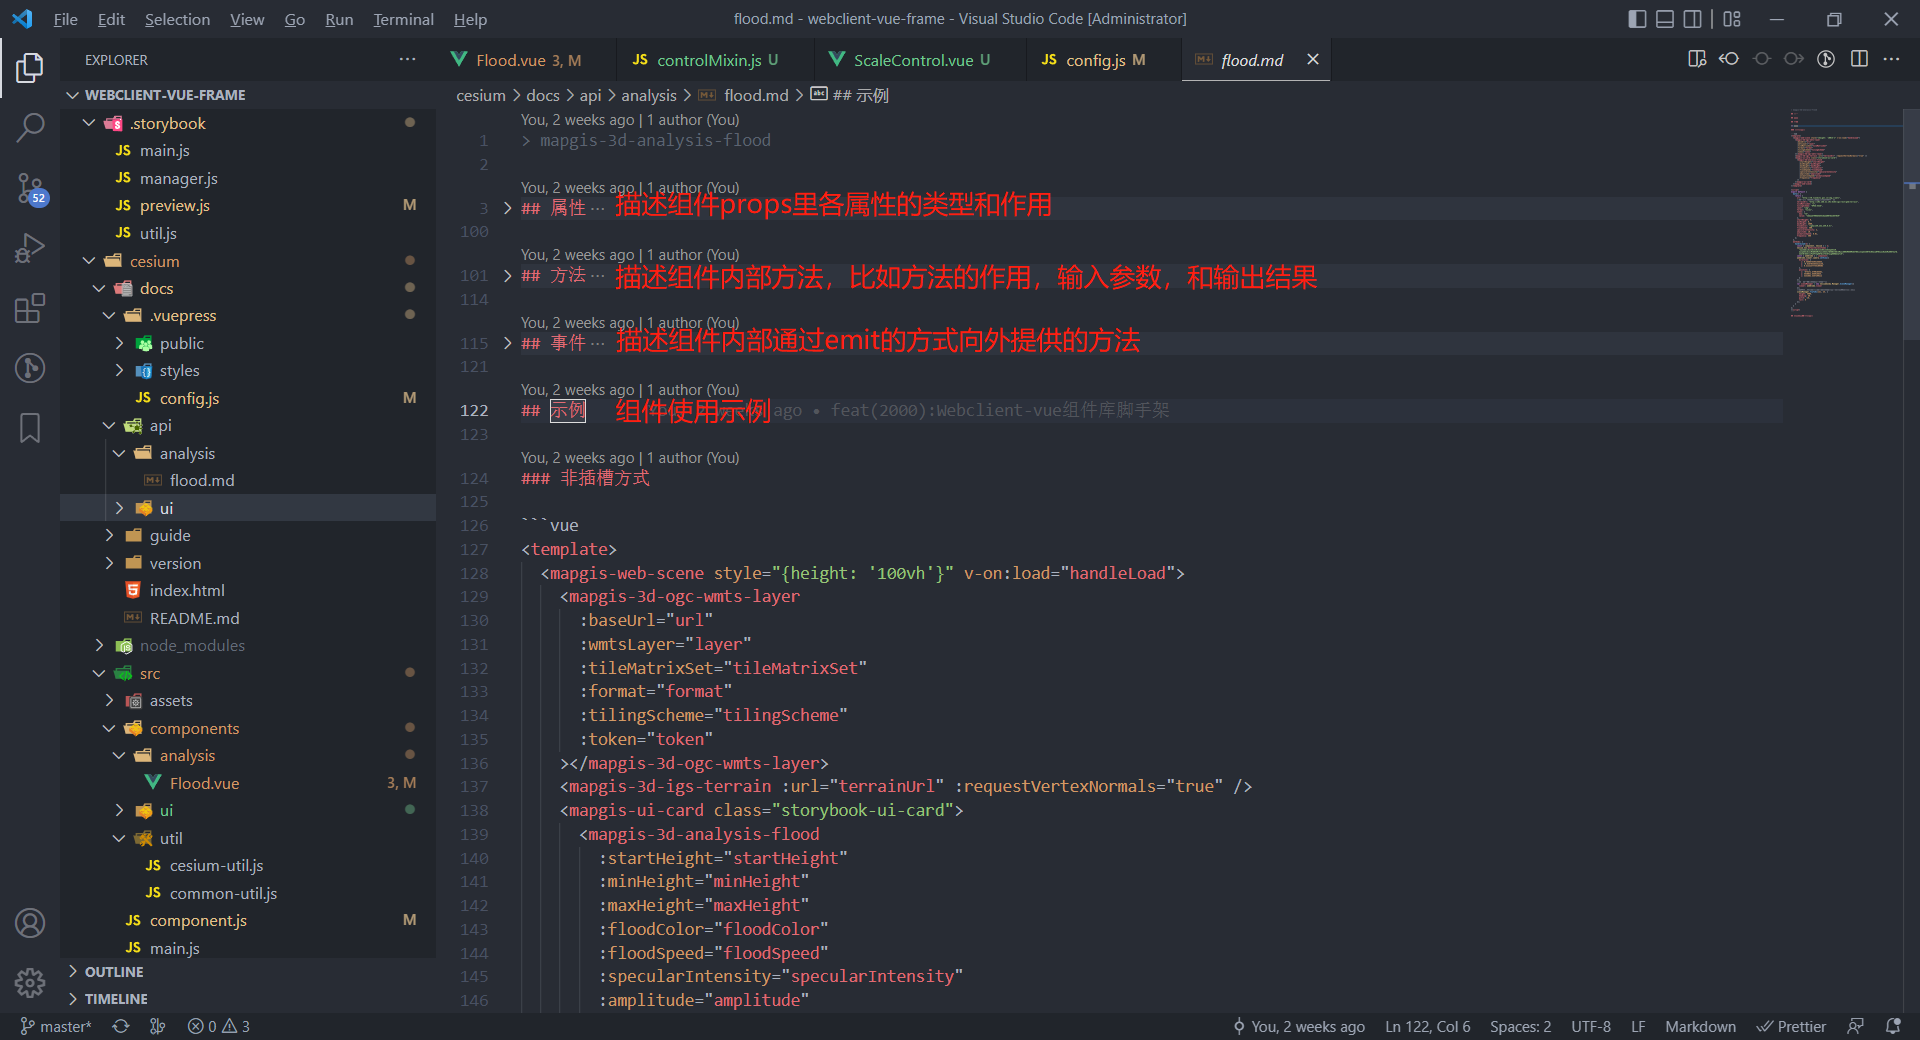 File Edit Selection View Go Run Terminal Help
flood.md - webclient-vue-frame - Visual Studio Code [Administrator]
EXPLORER
Flood.vue 3, M
JS controlMixin.js U
ScaleControl.vue U
JS config.js M
flood.md
WEBCLIENT-VUE-FRAME
.storybook
JS main.js
JS manager.js
JS preview.js M
JS util.js
cesium
docs
.vuepress
public
styles
JS config.js M
api
analysis
flood.md
ui
guide
version
index.html
README.md
node_modules
src
assets
components
analysis
Flood.vue 3, M
ui
util
JS cesium-util.js
JS common-util.js
JS component.js M
JS main.js
OUTLINE
TIMELINE
52
cesium > docs > api > analysis > flood.md > ## 示例
You, 2 weeks ago | 1 author (You)
1 > mapgis-3d-analysis-flood
2
You, 2 weeks ago | 1 author (You)
3 ## 属性 ··· 描述组件props里各属性的类型和作用
100
You, 2 weeks ago | 1 author (You)
101 ## 方法 ··· 描述组件内部方法，比如方法的作用，输入参数，和输出结果
114
You, 2 weeks ago | 1 author (You)
115 ## 事件 ··· 描述组件内部通过emit的方式向外提供的方法
121
You, 2 weeks ago | 1 author (You)
122 ## 示例 组件使用示例 ago • feat(2000):Webclient-vue组件库脚手架
123
You, 2 weeks ago | 1 author (You)
124 ### 非插槽方式
125
126 ```vue
127 <template>
128 <mapgis-web-scene style="{height: '100vh'}" v-on:load="handleLoad">
129 <mapgis-3d-ogc-wmts-layer
130 :baseUrl="url"
131 :wmtsLayer="layer"
132 :tileMatrixSet="tileMatrixSet"
133 :format="format"
134 :tilingScheme="tilingScheme"
135 :token="token"
136 ></mapgis-3d-ogc-wmts-layer>
137 <mapgis-3d-igs-terrain :url="terrainUrl" :requestVertexNormals="true" />
138 <mapgis-ui-card class="storybook-ui-card">
139 <mapgis-3d-analysis-flood
140 :startHeight="startHeight"
141 :minHeight="minHeight"
142 :maxHeight="maxHeight"
143 :floodColor="floodColor"
144 :floodSpeed="floodSpeed"
145 :specularIntensity="specularIntensity"
146 :amplitude="amplitude"
master* 0 3
You, 2 weeks ago Ln 122, Col 6 Spaces: 2 UTF-8 LF Markdown Prettier